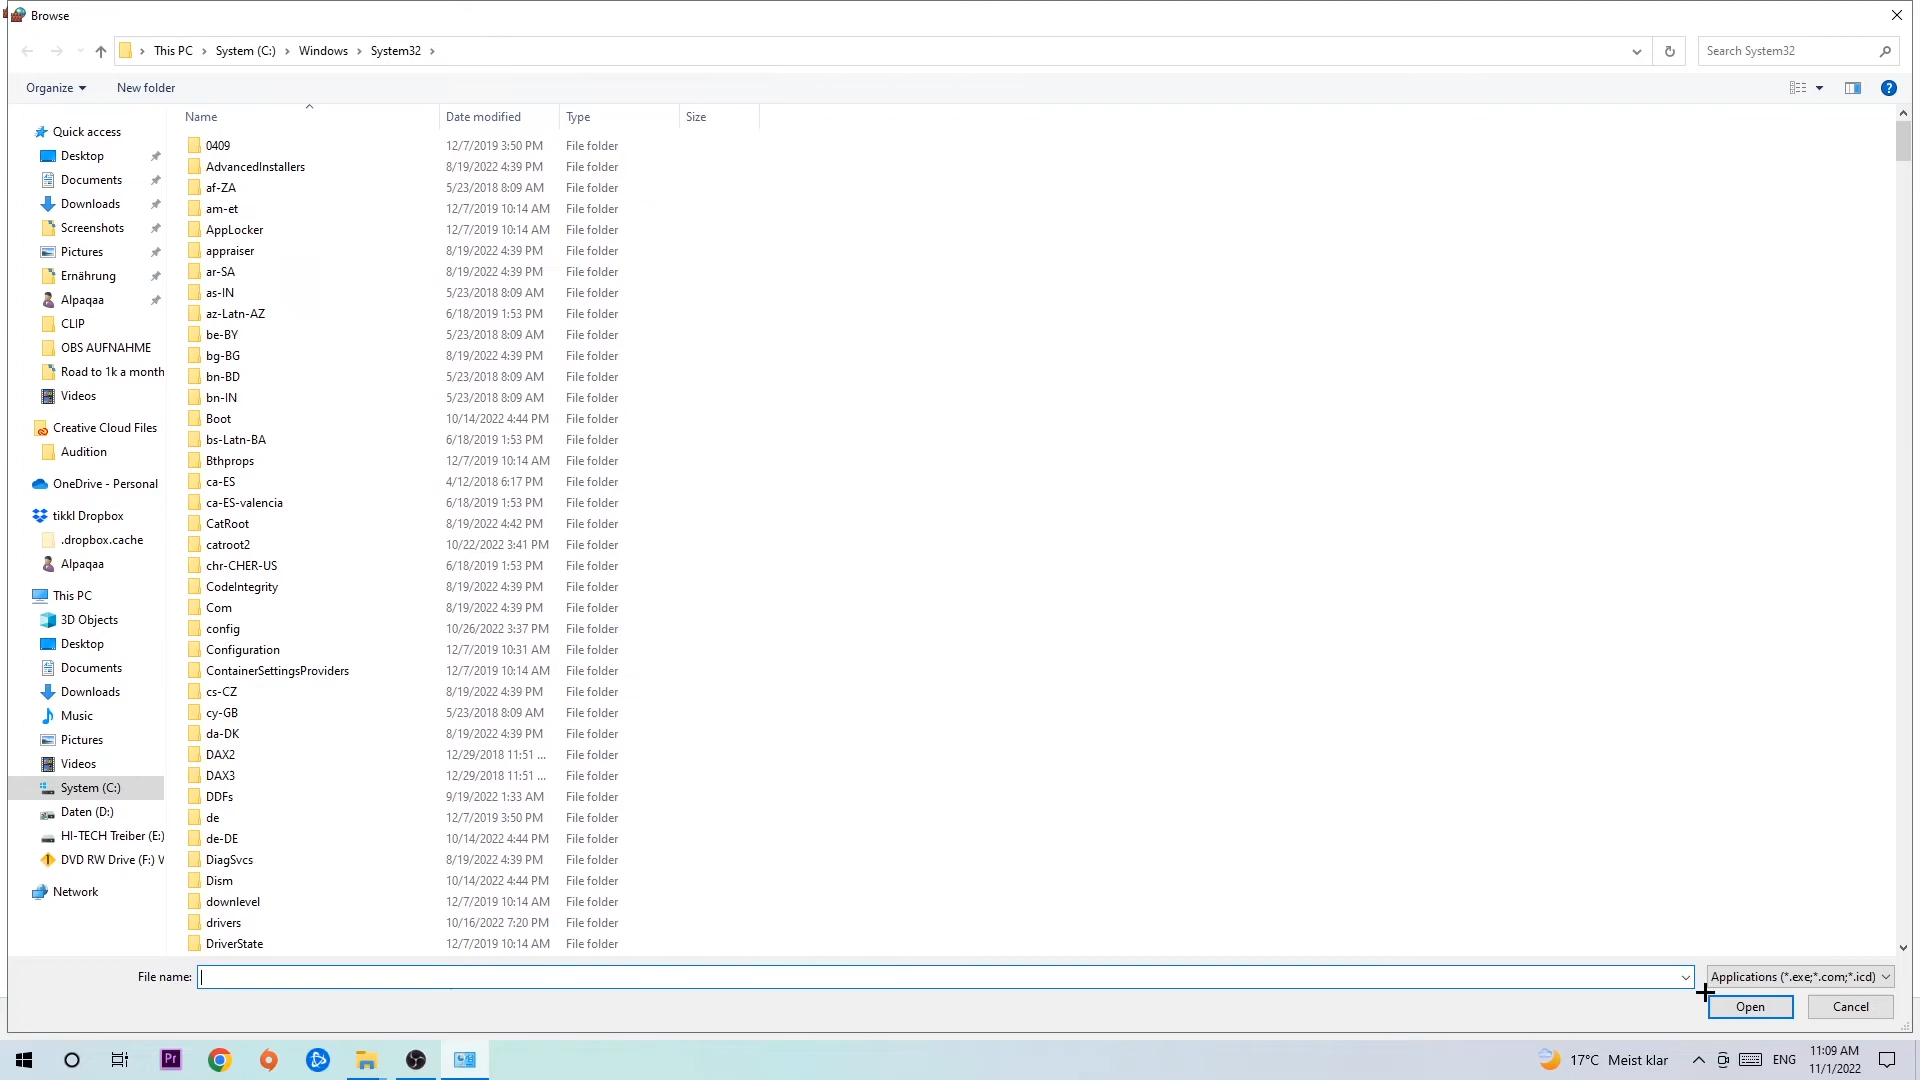 Browse
This PC > System (C:) > Windows > System32 >
Search System32
Organize
New folder
Name
Date modified
Type
Size
Quick access
Desktop
Documents
Downloads
Screenshots
Pictures
Ernährung
Alpaqaa
CLIP
OBS AUFNAHME
Road to 1k a month
Videos
Creative Cloud Files
Audition
OneDrive - Personal
tikkl Dropbox
.dropbox.cache
Alpaqaa
This PC
3D Objects
Desktop
Documents
Downloads
Music
Pictures
Videos
System (C:)
Daten (D:)
HI-TECH Treiber (E:)
DVD RW Drive (F:) V
Network
0409 12/7/2019 3:50 PM File folder
AdvancedInstallers 8/19/2022 4:39 PM File folder
af-ZA 5/23/2018 8:09 AM File folder
am-et 12/7/2019 10:14 AM File folder
AppLocker 12/7/2019 10:14 AM File folder
appraiser 8/19/2022 4:39 PM File folder
ar-SA 8/19/2022 4:39 PM File folder
as-IN 5/23/2018 8:09 AM File folder
az-Latn-AZ 6/18/2019 1:53 PM File folder
be-BY 5/23/2018 8:09 AM File folder
bg-BG 8/19/2022 4:39 PM File folder
bn-BD 5/23/2018 8:09 AM File folder
bn-IN 5/23/2018 8:09 AM File folder
Boot 10/14/2022 4:44 PM File folder
bs-Latn-BA 6/18/2019 1:53 PM File folder
Bthprops 12/7/2019 10:14 AM File folder
ca-ES 4/12/2018 6:17 PM File folder
ca-ES-valencia 6/18/2019 1:53 PM File folder
CatRoot 8/19/2022 4:42 PM File folder
catroot2 10/22/2022 3:41 PM File folder
chr-CHER-US 6/18/2019 1:53 PM File folder
CodeIntegrity 8/19/2022 4:39 PM File folder
Com 8/19/2022 4:39 PM File folder
config 10/26/2022 3:37 PM File folder
Configuration 12/7/2019 10:31 AM File folder
ContainerSettingsProviders 12/7/2019 10:14 AM File folder
cs-CZ 8/19/2022 4:39 PM File folder
cy-GB 5/23/2018 8:09 AM File folder
da-DK 8/19/2022 4:39 PM File folder
DAX2 12/29/2018 11:51 ... File folder
DAX3 12/29/2018 11:51 ... File folder
DDFs 9/19/2022 1:33 AM File folder
de 12/7/2019 3:50 PM File folder
de-DE 10/14/2022 4:44 PM File folder
DiagSvcs 8/19/2022 4:39 PM File folder
Dism 10/14/2022 4:44 PM File folder
downlevel 12/7/2019 10:14 AM File folder
drivers 10/16/2022 7:20 PM File folder
DriverState 12/7/2019 10:14 AM File folder
File name:
Applications (*.exe;*.com;*.icd)
Open
Cancel
Pr
17°C Meist klar
ENG
11:09 AM
11/1/2022